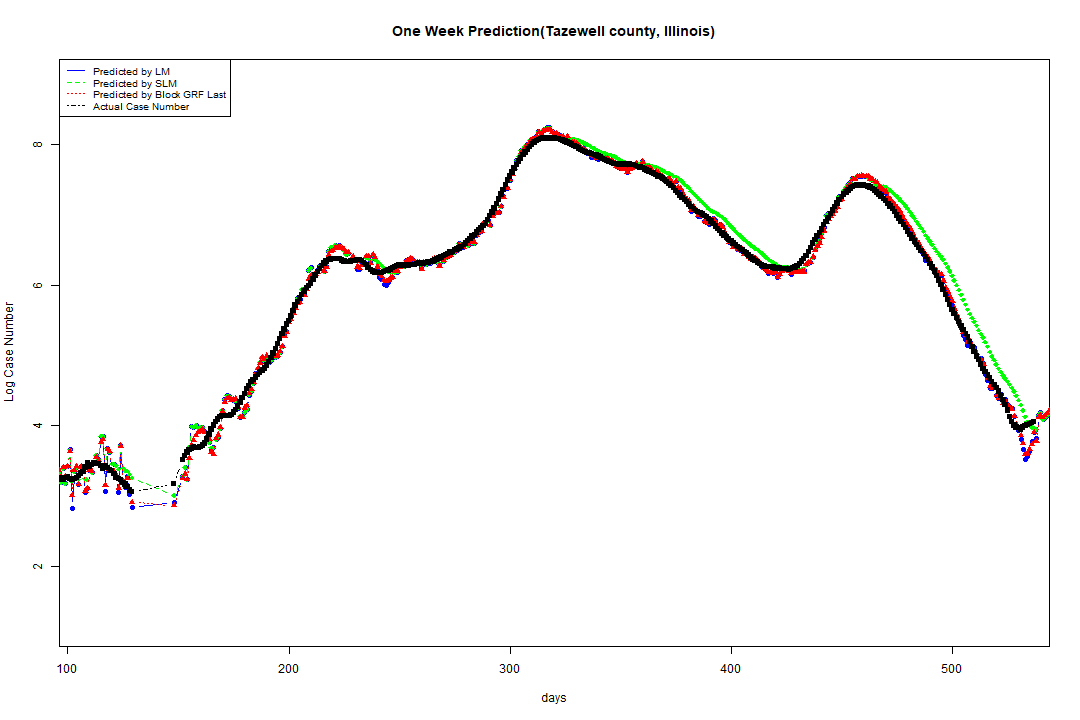 One Week Prediction(Tazewell county, Illinois)
Predicted by LM
Predicted by SLM
Predicted by Block GRF Last
Actual Case Number
8
6
4
2
Log Case Number
100 200 300 400 500
days